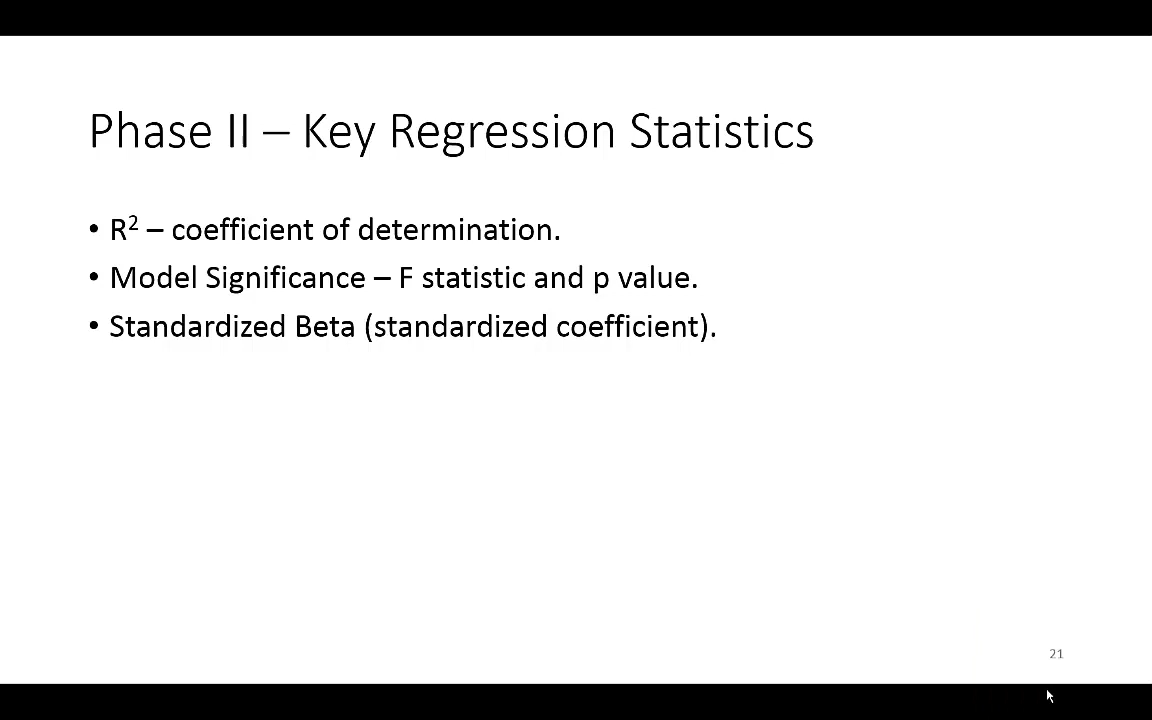 Phase II – Key Regression Statistics
• R² – coefficient of determination.
• Model Significance – F statistic and p value.
• Standardized Beta (standardized coefficient).
21